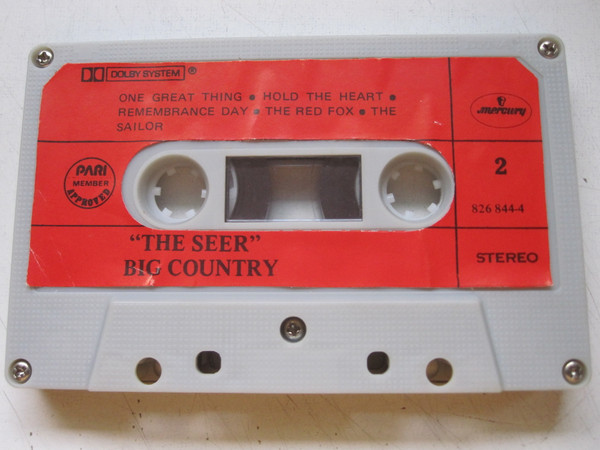 DOLBY SYSTEM ®
ONE GREAT THING • HOLD THE HEART •
REMEMBRANCE DAY • THE RED FOX • THE
SAILOR
mercury
PARI
MEMBER
APPROVED
2
826 844-4
"THE SEER"
BIG COUNTRY
STEREO